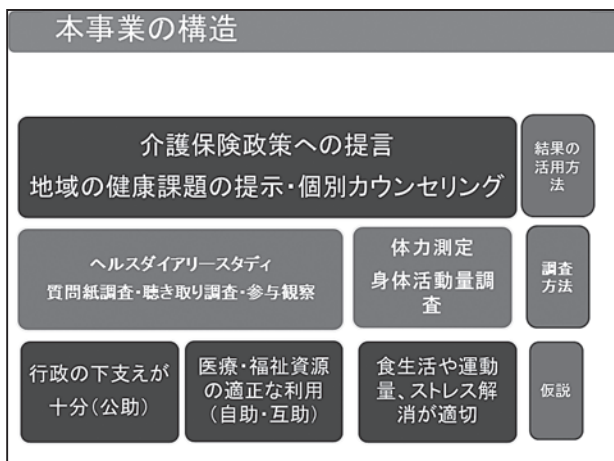 本事業の構造
介護保険政策への提言
地域の健康課題の提示・個別カウンセリング
結果の
活用方
法
ヘルスダイアリースタディ
質問紙調査・聴き取り調査・参与観察
体力測定
身体活動量調
査
調査
方法
行政の下支えが
十分(公助)
医療・福祉資源
の適正な利用
(自助・互助)
食生活や運動
量、ストレス解
消が適切
仮説